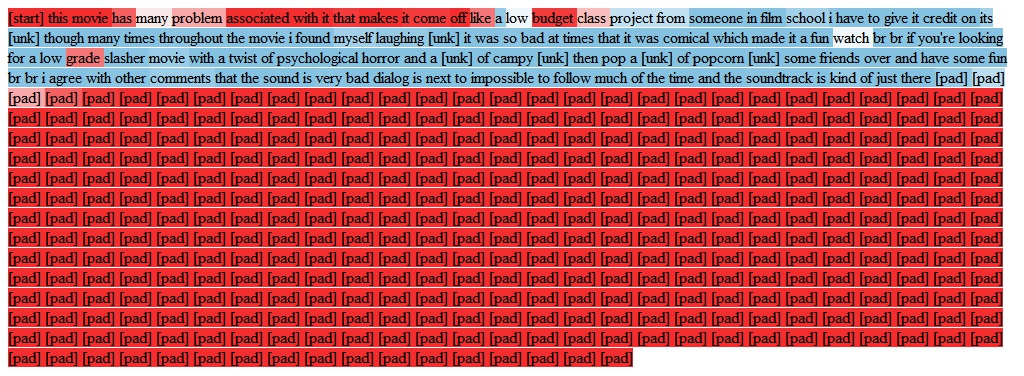 [start] this movie has many problem associated with it that makes it come off like a low budget class project from someone in film school i have to give it credit on its
[unk] though many times throughout the movie i found myself laughing [unk] it was so bad at times that it was comical which made it a fun watch br br if you're looking
for a low grade slasher movie with a twist of psychological horror and a [unk] of campy [unk] then pop a [unk] of popcorn [unk] some friends over and have some fun
br br i agree with other comments that the sound is very bad dialog is next to impossible to follow much of the time and the soundtrack is kind of just there [pad] [pad]
[pad] [pad] [pad] [pad] [pad] [pad] [pad] [pad] [pad] [pad] [pad] [pad] [pad] [pad] [pad] [pad] [pad] [pad] [pad] [pad] [pad] [pad] [pad] [pad] [pad] [pad] [pad]
[pad] [pad] [pad] [pad] [pad] [pad] [pad] [pad] [pad] [pad] [pad] [pad] [pad] [pad] [pad] [pad] [pad] [pad] [pad] [pad] [pad] [pad] [pad] [pad] [pad] [pad] [pad]
[pad] [pad] [pad] [pad] [pad] [pad] [pad] [pad] [pad] [pad] [pad] [pad] [pad] [pad] [pad] [pad] [pad] [pad] [pad] [pad] [pad] [pad] [pad] [pad] [pad] [pad] [pad]
[pad] [pad] [pad] [pad] [pad] [pad] [pad] [pad] [pad] [pad] [pad] [pad] [pad] [pad] [pad] [pad] [pad] [pad] [pad] [pad] [pad] [pad] [pad] [pad] [pad] [pad] [pad]
[pad] [pad] [pad] [pad] [pad] [pad] [pad] [pad] [pad] [pad] [pad] [pad] [pad] [pad] [pad] [pad] [pad] [pad] [pad] [pad] [pad] [pad] [pad] [pad] [pad] [pad] [pad]
[pad] [pad] [pad] [pad] [pad] [pad] [pad] [pad] [pad] [pad] [pad] [pad] [pad] [pad] [pad] [pad] [pad] [pad] [pad] [pad] [pad] [pad] [pad] [pad] [pad] [pad] [pad]
[pad] [pad] [pad] [pad] [pad] [pad] [pad] [pad] [pad] [pad] [pad] [pad] [pad] [pad] [pad] [pad] [pad] [pad] [pad] [pad] [pad] [pad] [pad] [pad] [pad] [pad] [pad]
[pad] [pad] [pad] [pad] [pad] [pad] [pad] [pad] [pad] [pad] [pad] [pad] [pad] [pad] [pad] [pad] [pad] [pad] [pad] [pad] [pad] [pad] [pad] [pad] [pad] [pad] [pad]
[pad] [pad] [pad] [pad] [pad] [pad] [pad] [pad] [pad] [pad] [pad] [pad] [pad] [pad] [pad] [pad] [pad] [pad] [pad] [pad] [pad] [pad] [pad] [pad] [pad] [pad] [pad]
[pad] [pad] [pad] [pad] [pad] [pad] [pad] [pad] [pad] [pad] [pad] [pad] [pad] [pad] [pad] [pad] [pad] [pad] [pad] [pad] [pad] [pad] [pad] [pad] [pad] [pad] [pad]
[pad] [pad] [pad] [pad] [pad] [pad] [pad] [pad] [pad] [pad] [pad] [pad] [pad] [pad] [pad] [pad] [pad] [pad] [pad] [pad] [pad] [pad] [pad] [pad] [pad] [pad] [pad]
[pad] [pad] [pad] [pad] [pad] [pad] [pad] [pad] [pad] [pad] [pad] [pad] [pad] [pad] [pad] [pad] [pad] [pad] [pad] [pad] [pad] [pad] [pad] [pad] [pad] [pad] [pad]
[pad] [pad] [pad] [pad] [pad] [pad] [pad] [pad] [pad] [pad] [pad] [pad] [pad] [pad] [pad] [pad] [pad] [pad] [pad] [pad] [pad] [pad] [pad] [pad] [pad] [pad] [pad]
[pad] [pad] [pad] [pad] [pad] [pad] [pad] [pad] [pad] [pad] [pad] [pad] [pad] [pad] [pad] [pad] [pad]